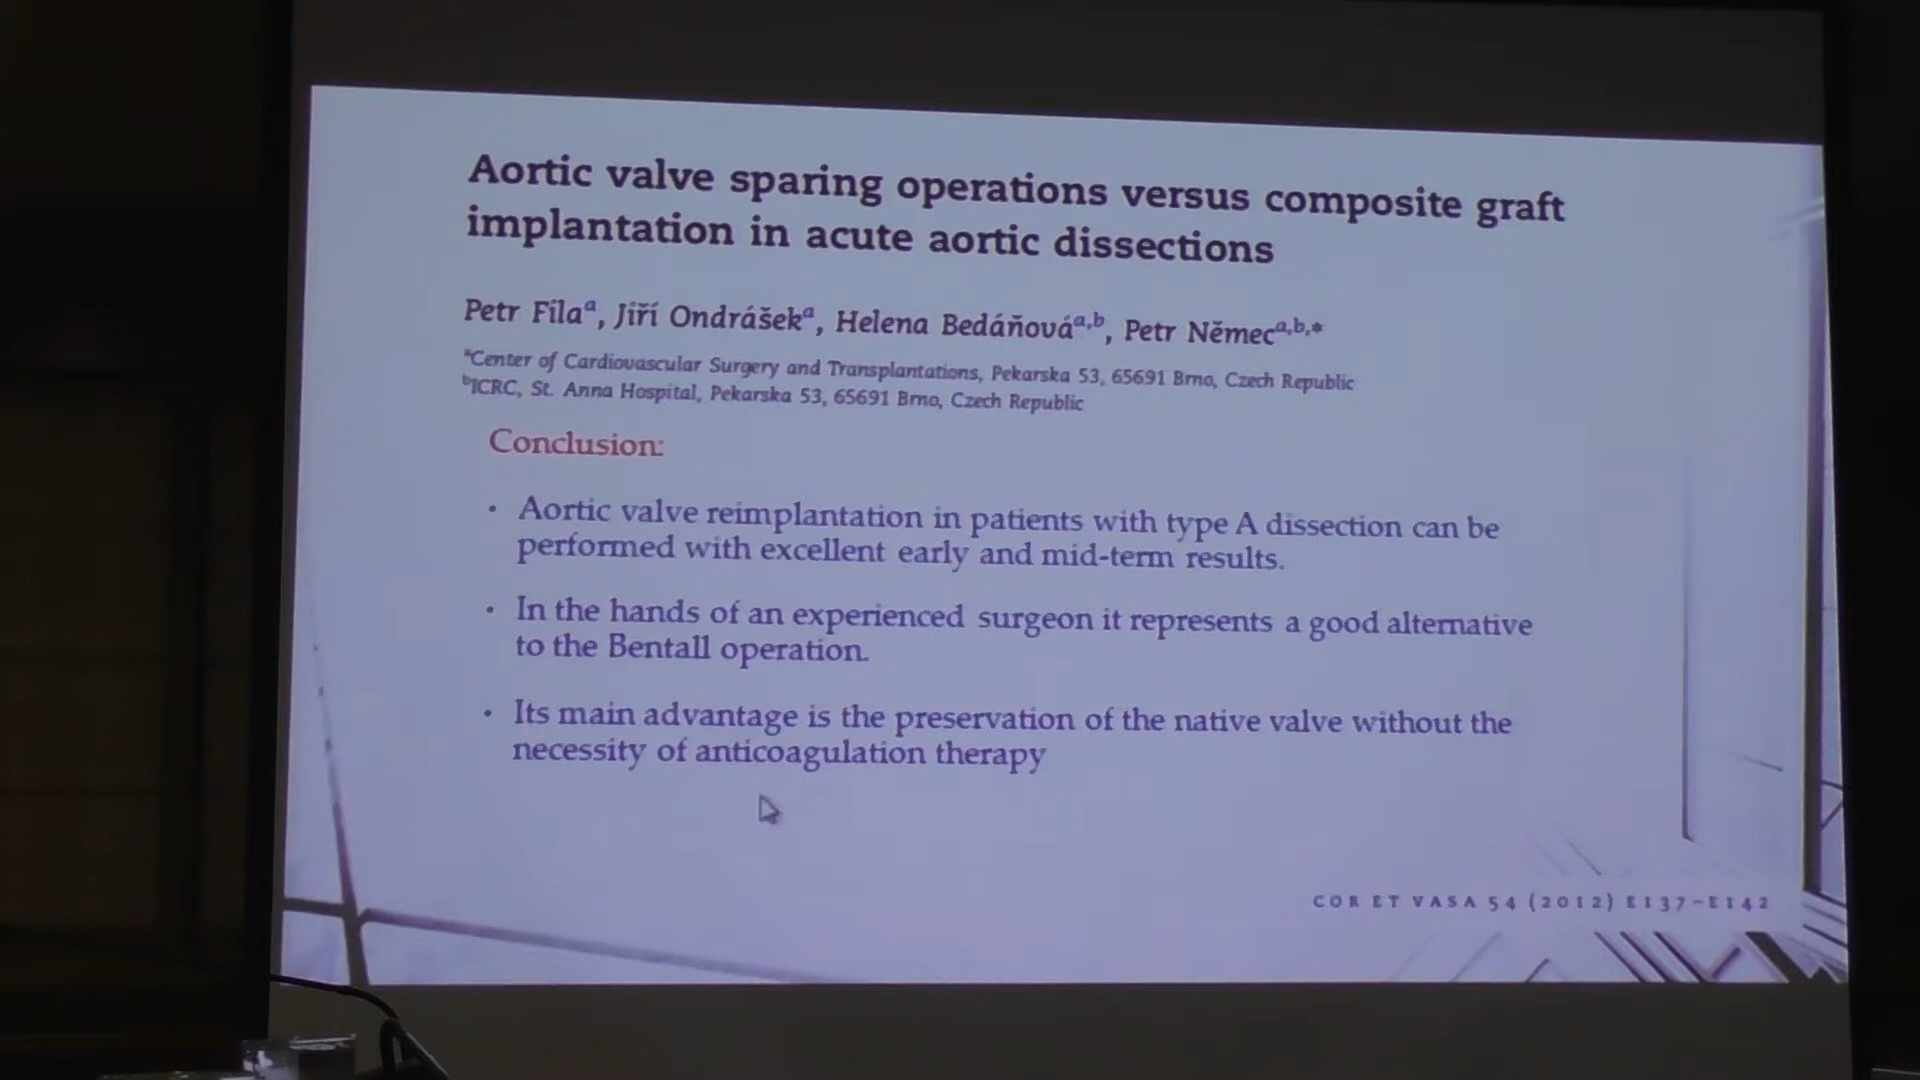 Aortic valve sparing operations versus composite graft
implantation in acute aortic dissections
Petr Fila^a, Jiří Ondrášek^a, Helena Bedáňová^a,b, Petr Němec^a,b,*
^aCenter of Cardiovascular Surgery and Transplantations, Pekarska 53, 65691 Brno, Czech Republic
^bICRC, St. Anna Hospital, Pekarska 53, 65691 Brno, Czech Republic
Conclusion:
• Aortic valve reimplantation in patients with type A dissection can be
performed with excellent early and mid-term results.
• In the hands of an experienced surgeon it represents a good alternative
to the Bentall operation.
• Its main advantage is the preservation of the native valve without the
necessity of anticoagulation therapy
COR ET VASA 54 (2012) E137–E142